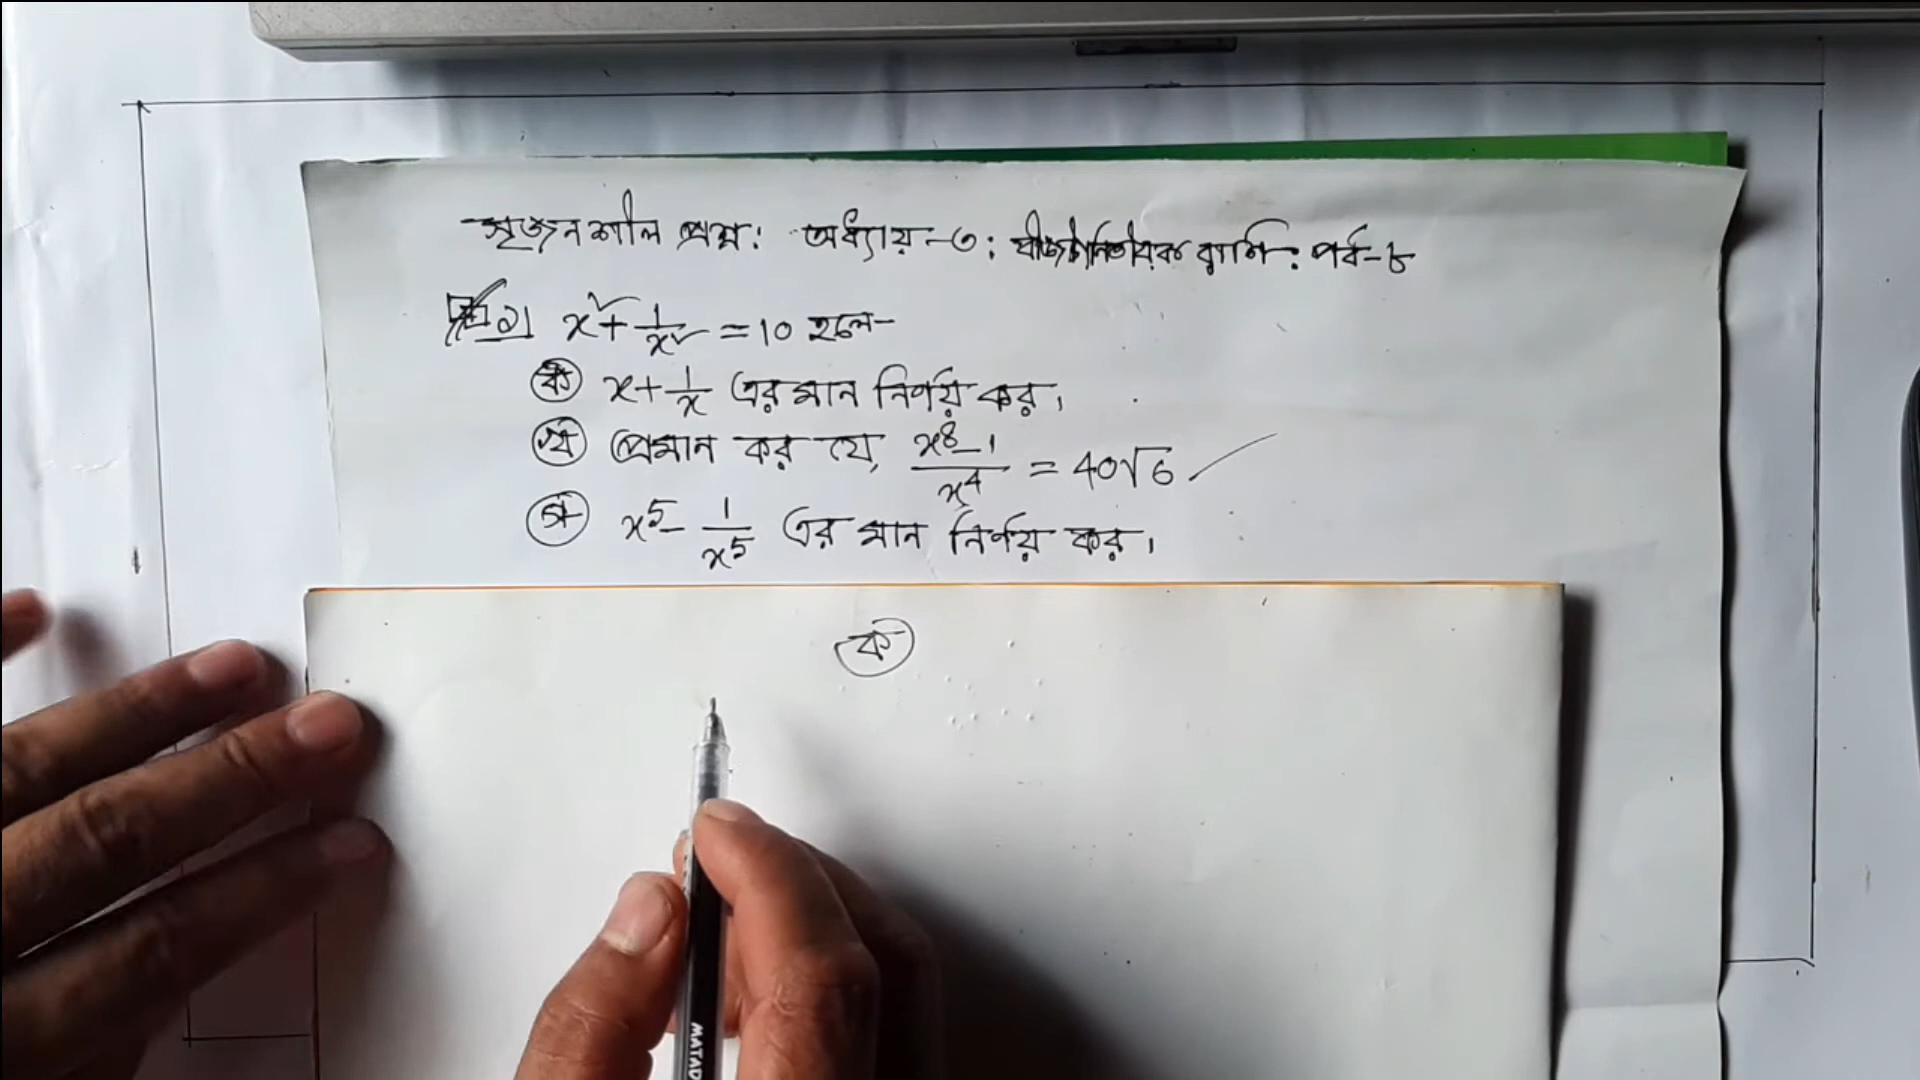 সৃজনশীল প্রশ্ন: অধ্যায়-৩: বীজগাণিতিক রাশি: পর্ব-৮
১। x²+ 1/x² = 10 হলে-
ক x+ 1/x এর মান নির্ণয় কর।
খ প্রমান কর যে, x⁸-1/x⁴ = 40√6
গ x⁵- 1/x⁵ এর মান নির্ণয় কর।
ক
MATAD